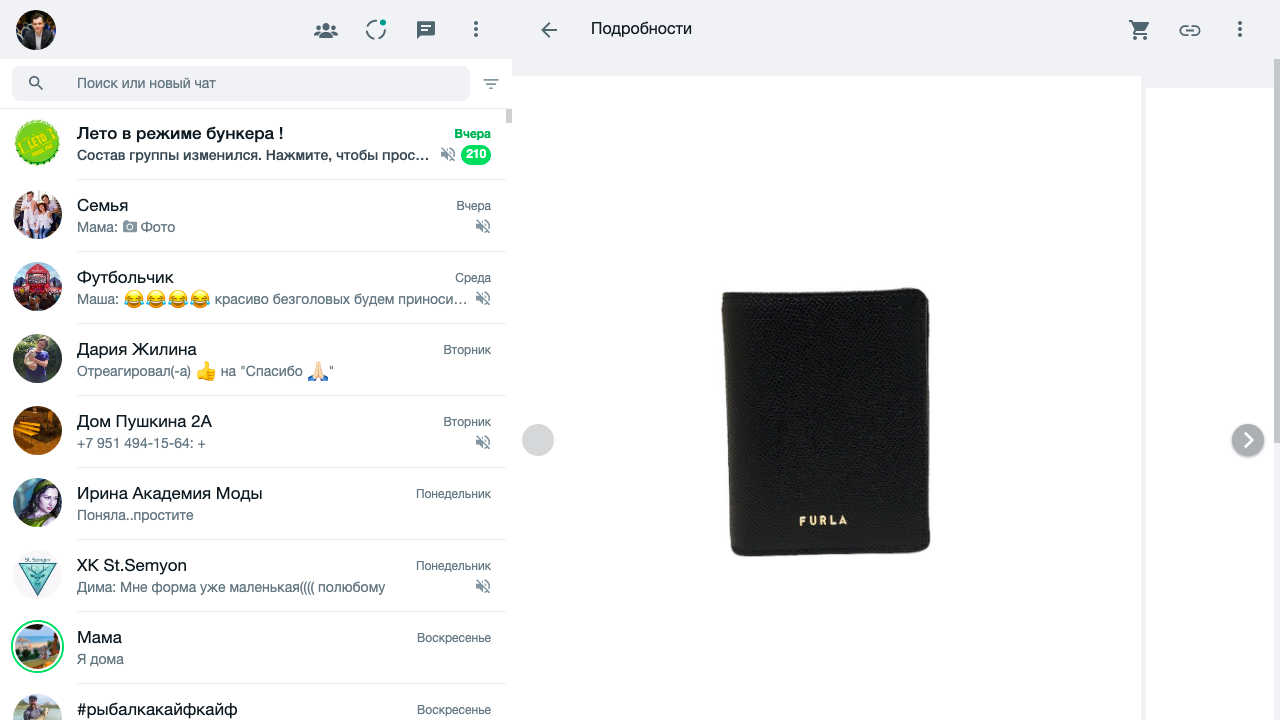 Подробности
Поиск или новый чат
Лето в режиме бункера !
Вчера
Состав группы изменился. Нажмите, чтобы прос...
210
Семья
Вчера
Мама: Фото
Футбольчик
Среда
Маша: 😂😂😂😂 красиво безголовых будем приноси...
Дария Жилина
Вторник
Отреагировал(-а) 👍 на "Спасибо 🙏🏻"
Дом Пушкина 2А
Вторник
+7 951 494-15-64: +
Ирина Академия Моды
Понедельник
Поняла..простите
ХК St.Semyon
Понедельник
Дима: Мне форма уже маленькая(((( полюбому
Мама
Воскресенье
Я дома
#рыбалкакайфкайф
Воскресенье
LÉTO
St. Semyon
FURLA